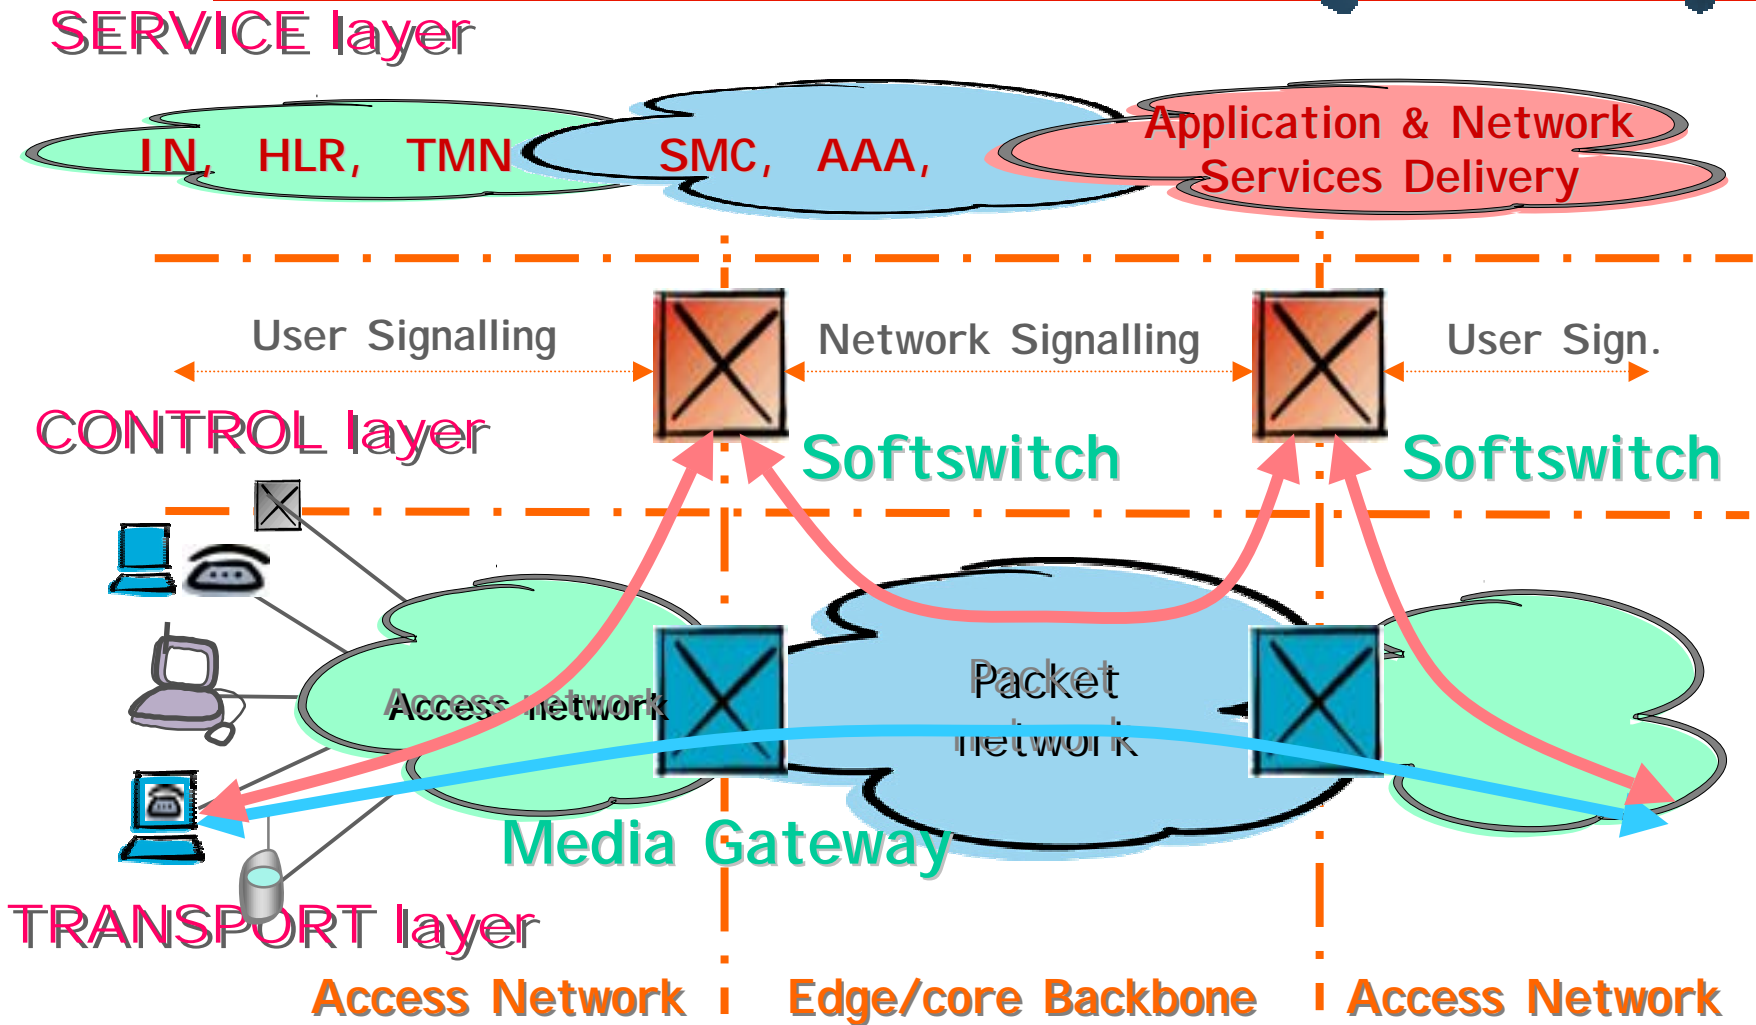 SERVICE layer
IN, HLR, TMN
SMC, AAA,
Application & Network
Services Delivery
User Signalling
Network Signalling
User Sign.
CONTROL layer
Softswitch
Softswitch
Access network
Packet
network
Media Gateway
TRANSPORT layer
Access Network
Edge/core Backbone
Access Network